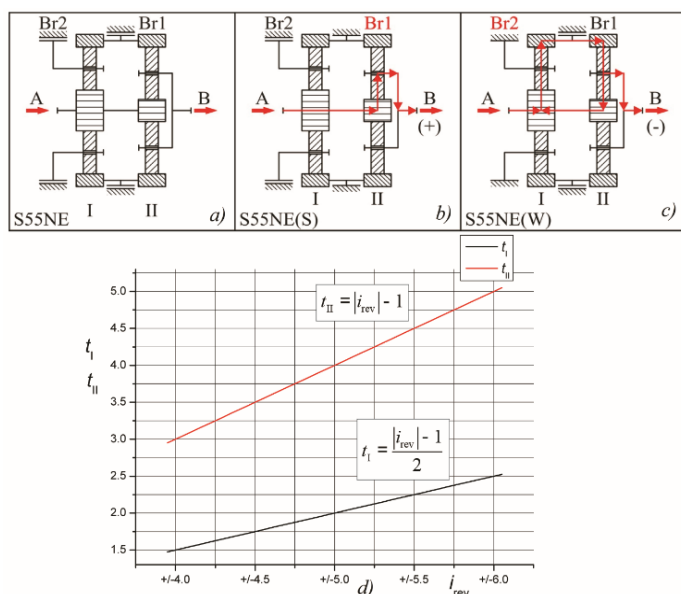 Br2 Br1
A B
I II
S55NE a)
Br1
A B
(+)
I II
S55NE(S) b)
Br2 Br1
A B
(-)
I II
S55NE(W) c)
t_I
t_II
5.0
4.5
4.0
3.5
3.0
2.5
2.0
1.5
t_I
t_II
t_II = |i_rev| - 1
t_I = (|i_rev| - 1) / 2
+/-4.0 +/-4.5 +/-5.0 +/-5.5 +/-6.0
d) i_rev